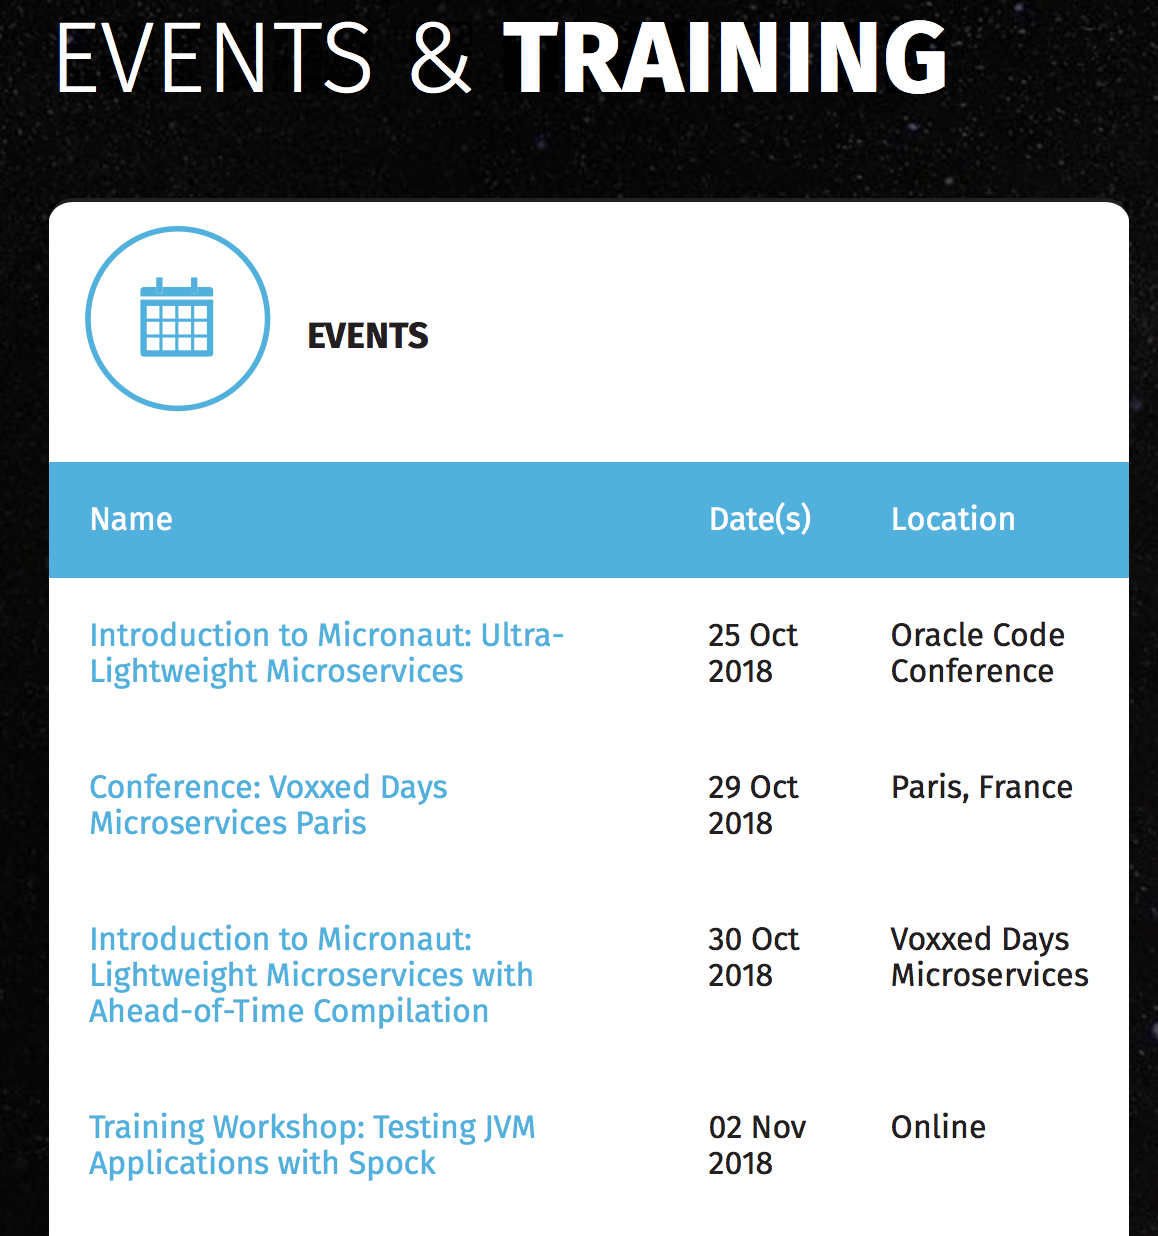 EVENTS & TRAINING
EVENTS
Name Date(s) Location
Introduction to Micronaut: Ultra- 25 Oct Oracle Code
Lightweight Microservices 2018 Conference
Conference: Voxxed Days 29 Oct Paris, France
Microservices Paris 2018
Introduction to Micronaut: 30 Oct Voxxed Days
Lightweight Microservices with 2018 Microservices
Ahead-of-Time Compilation
Training Workshop: Testing JVM 02 Nov Online
Applications with Spock 2018